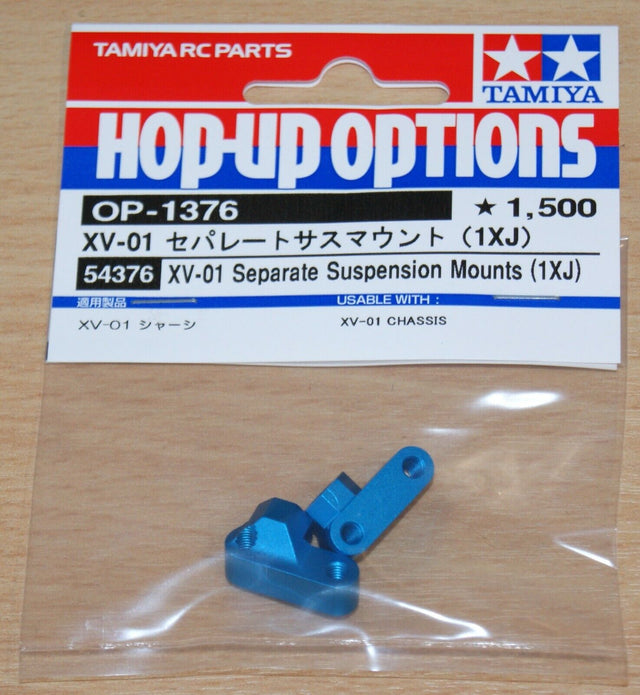 TAMIYA RC PARTS
TAMIYA
HOP-UP OPTIONS
OP-1376 ★ 1,500
XV-01 セパレートサスマウント (1XJ)
54376 XV-01 Separate Suspension Mounts (1XJ)
適用製品 USABLE WITH :
XV-01 シャーシ XV-01 CHASSIS